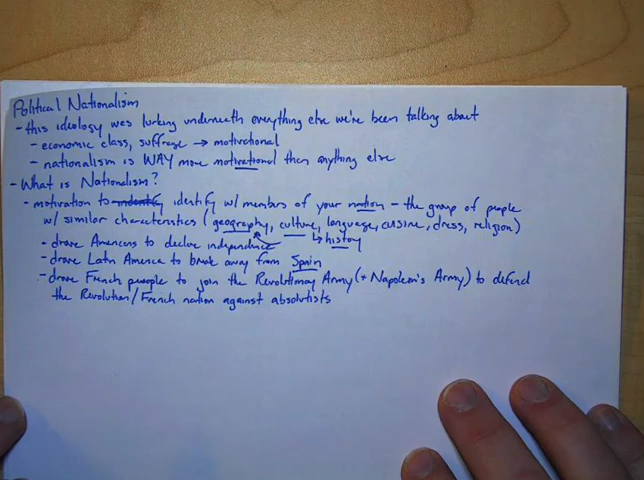 Political Nationalism
- this ideology was lurking underneath everything else we've been talking about
- economic class, suffrage → motivational
- nationalism is WAY more motivational then anything else
- What is Nationalism?
- motivation to identify w/ members of your nation - the group of people
w/ similar characteristics (geography, culture, language, cuisine, dress, religion)
↳ history
- drove Americans to declare independence
- drove Latin America to break away from Spain
- drove French people to join the Revolutionary Army (+ Napoleon's Army) to defend
the Revolution/French nation against absolutists